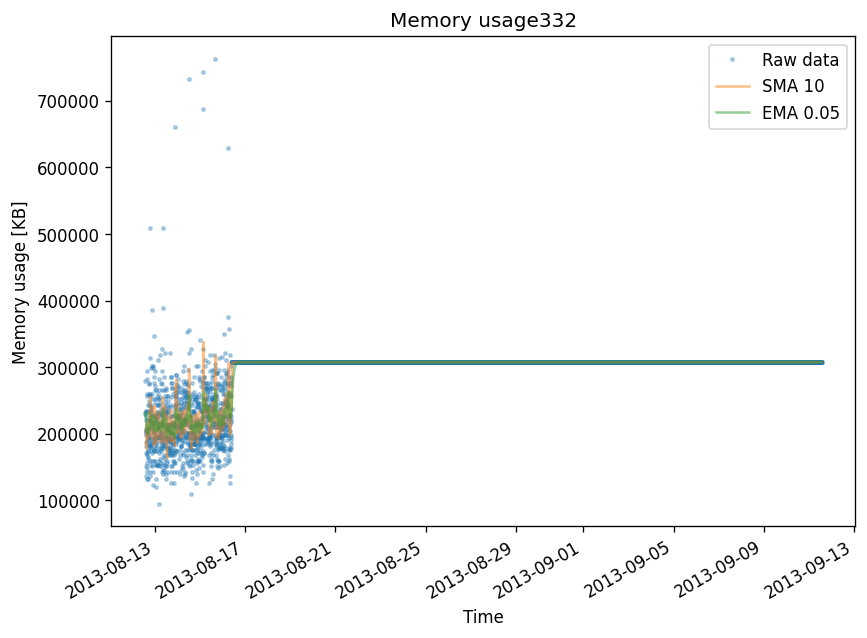 Memory usage332
Raw data
SMA 10
EMA 0.05
Memory usage [KB]
700000
600000
500000
400000
300000
200000
100000
2013-08-13
2013-08-17
2013-08-21
2013-08-25
2013-08-29
2013-09-01
2013-09-05
2013-09-09
2013-09-13
Time